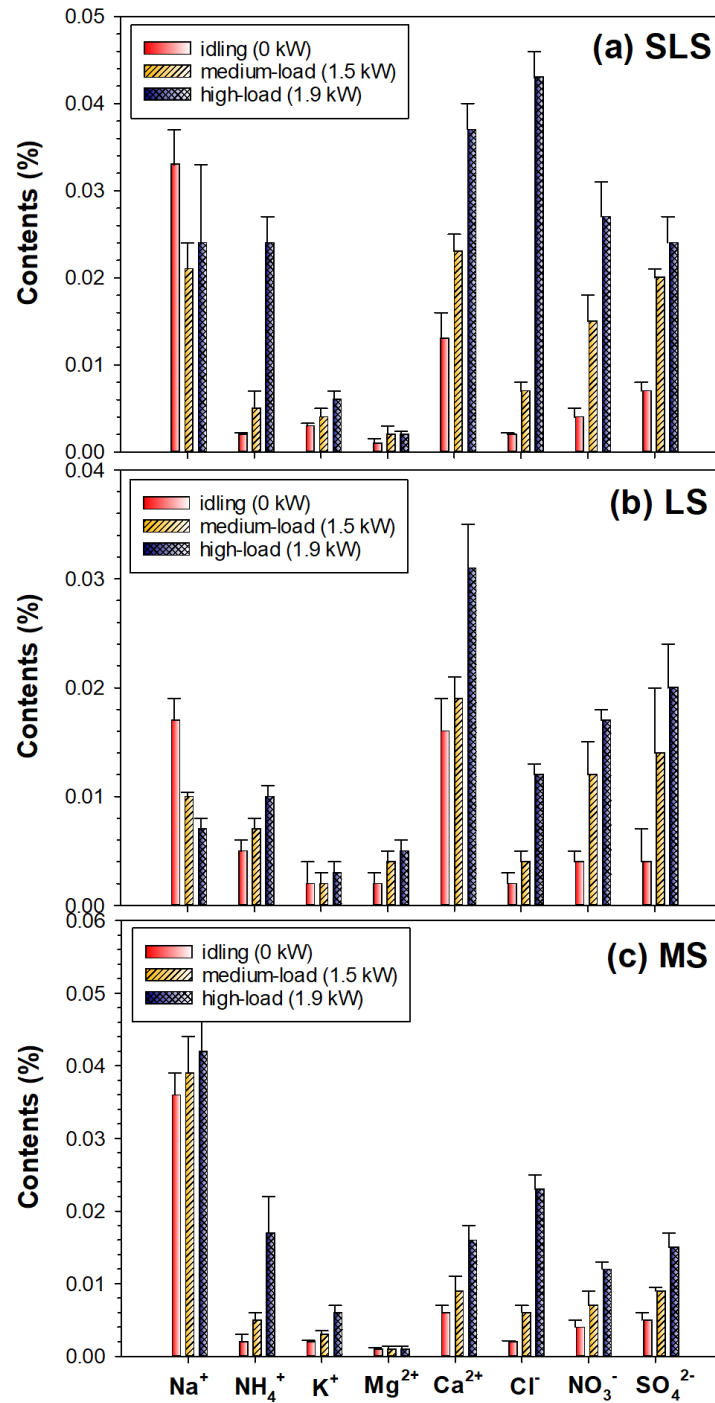 0.05
(a) SLS
idling (0 kW)
medium-load (1.5 kW)
high-load (1.9 kW)
0.04
0.03
0.02
0.01
0.00
Contents (%)
0.04
(b) LS
idling (0 kW)
medium-load (1.5 kW)
high-load (1.9 kW)
0.03
0.02
0.01
0.00
Contents (%)
0.06
(c) MS
idling (0 kW)
medium-load (1.5 kW)
high-load (1.9 kW)
0.05
0.04
0.03
0.02
0.01
0.00
Contents (%)
Na⁺ NH₄⁺ K⁺ Mg²⁺ Ca²⁺ Cl⁻ NO₃⁻ SO₄²⁻